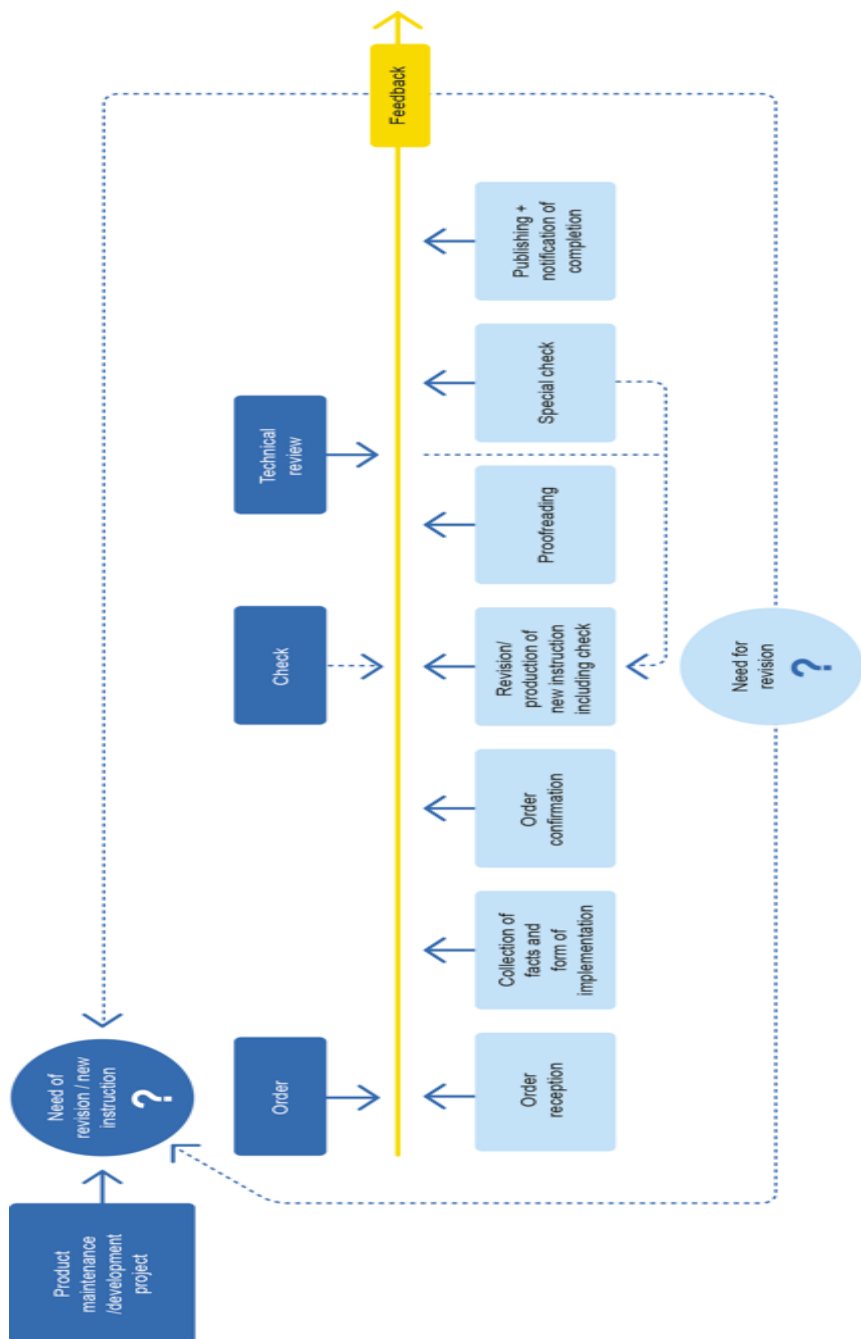 Product
maintenance
/development
project
Need of
revision / new
instruction
?
Order
Check
Technical
review
Feedback
Order
reception
Collection of
facts and
form of
implementation
Order
confirmation
Revision/
production of
new instruction
including check
Proofreading
Special check
Publishing +
notification of
completion
Need for
revision
?